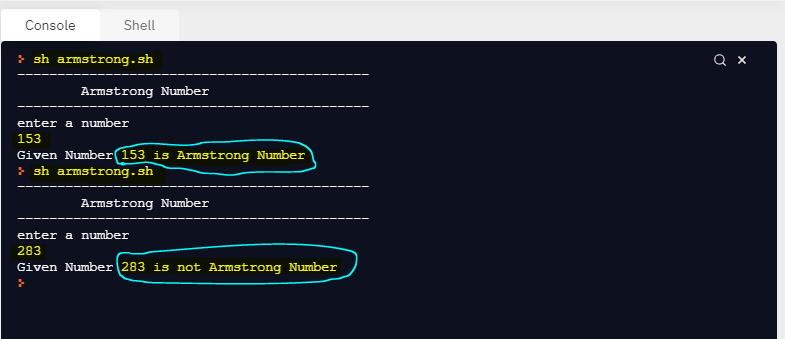 Console Shell
sh armstrong.sh
--------------------------------------------
Armstrong Number
--------------------------------------------
enter a number
153
Given Number 153 is Armstrong Number
sh armstrong.sh
--------------------------------------------
Armstrong Number
--------------------------------------------
enter a number
283
Given Number 283 is not Armstrong Number